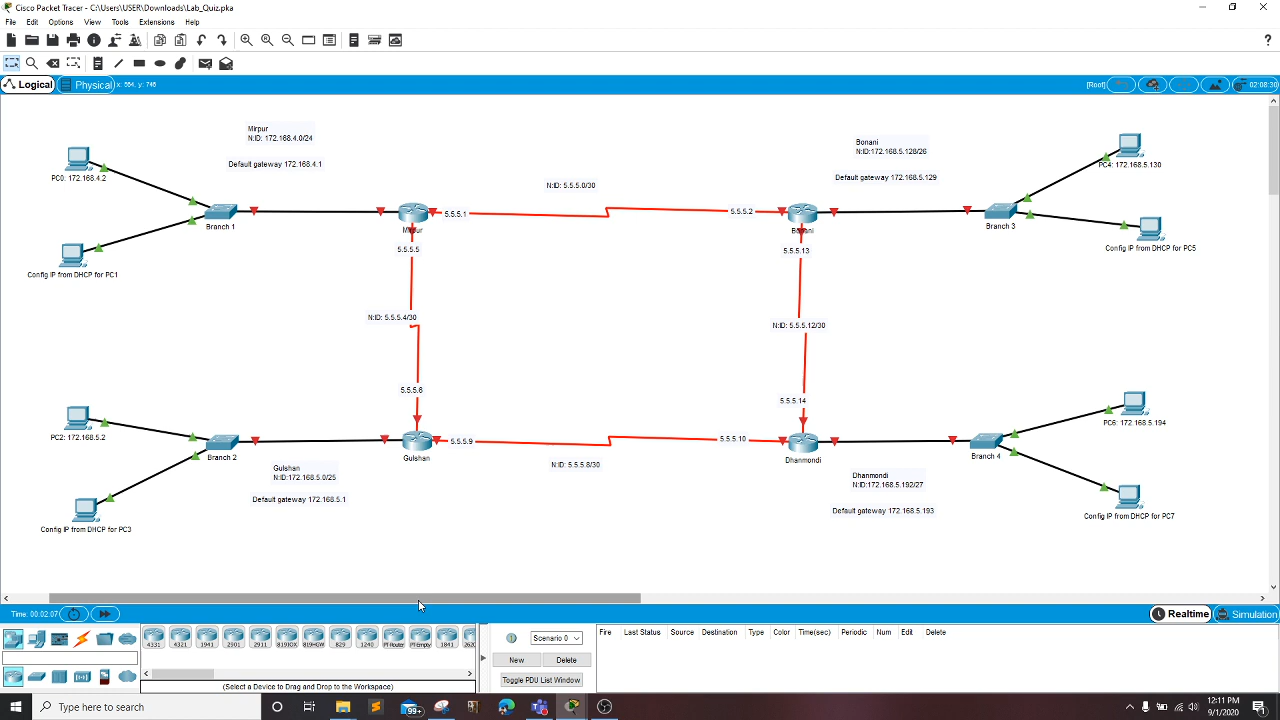 Cisco Packet Tracer - C:\Users\USER\Downloads\Lab_Quiz.pka
File Edit Options View Tools Extensions Help
?
Logical Physical x: 554, y: 746 [Root] 02:08:30
Mirpur
N:ID: 172.168.4.0/24
Default gateway 172.168.4.1
Bonani
N:ID:172.168.5.128/26
Default gateway 172.168.5.129
PC0: 172.168.4.2
PC4: 172.168.5.130
N:ID: 5.5.5.0/30
5.5.5.1
5.5.5.2
Branch 1
Mirpur
Bonani
Branch 3
5.5.5.5
5.5.5.13
Config IP from DHCP for PC1
Config IP from DHCP for PC5
N:ID: 5.5.5.4/30
N:ID: 5.5.5.12/30
5.5.5.6
5.5.5.14
PC2: 172.168.5.2
PC6: 172.168.5.194
5.5.5.9
5.5.5.10
Branch 2
Gulshan
Dhanmondi
Branch 4
N:ID: 5.5.5.8/30
Gulshan
N:ID:172.168.5.0/25
Default gateway 172.168.5.1
Dhanmondi
N:ID:172.168.5.192/27
Default gateway 172.168.5.193
Config IP from DHCP for PC3
Config IP from DHCP for PC7
Time: 00:02:07
Realtime Simulation
4331 4321 1941 2901 2911 819IOX 819HGW 829 1240 PT Router PT Empty 1841
(Select a Device to Drag and Drop to the Workspace)
Scenario 0
New Delete
Toggle PDU List Window
Fire Last Status Source Destination Type Color Time(sec) Periodic Num Edit Delete
Type here to search
99+
12:11 PM
9/1/2020
1